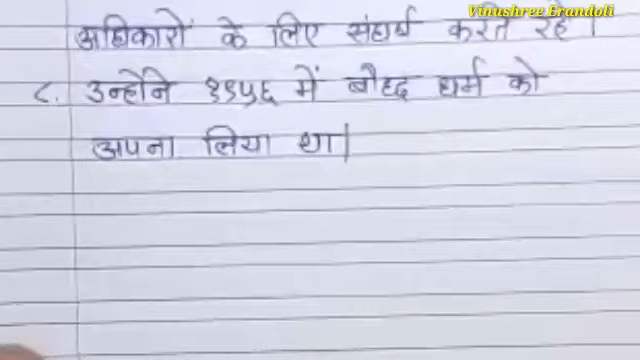 Vinushree Erandoli
अधिकारों के लिए संघर्ष करते रहे।
८. उन्होंने १९५६ में बौद्ध धर्म को
अपना लिया था|